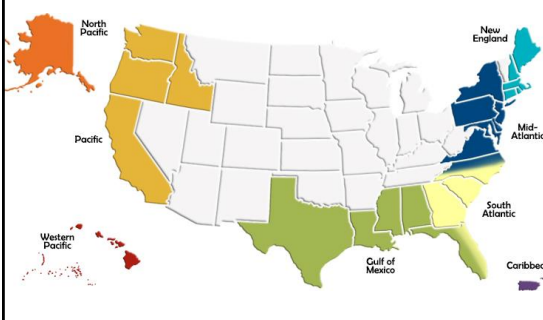 North
Pacific
New
England
Pacific
Mid-
Atlantic
South
Atlantic
Western
Pacific
Gulf of
Mexico
Caribbea